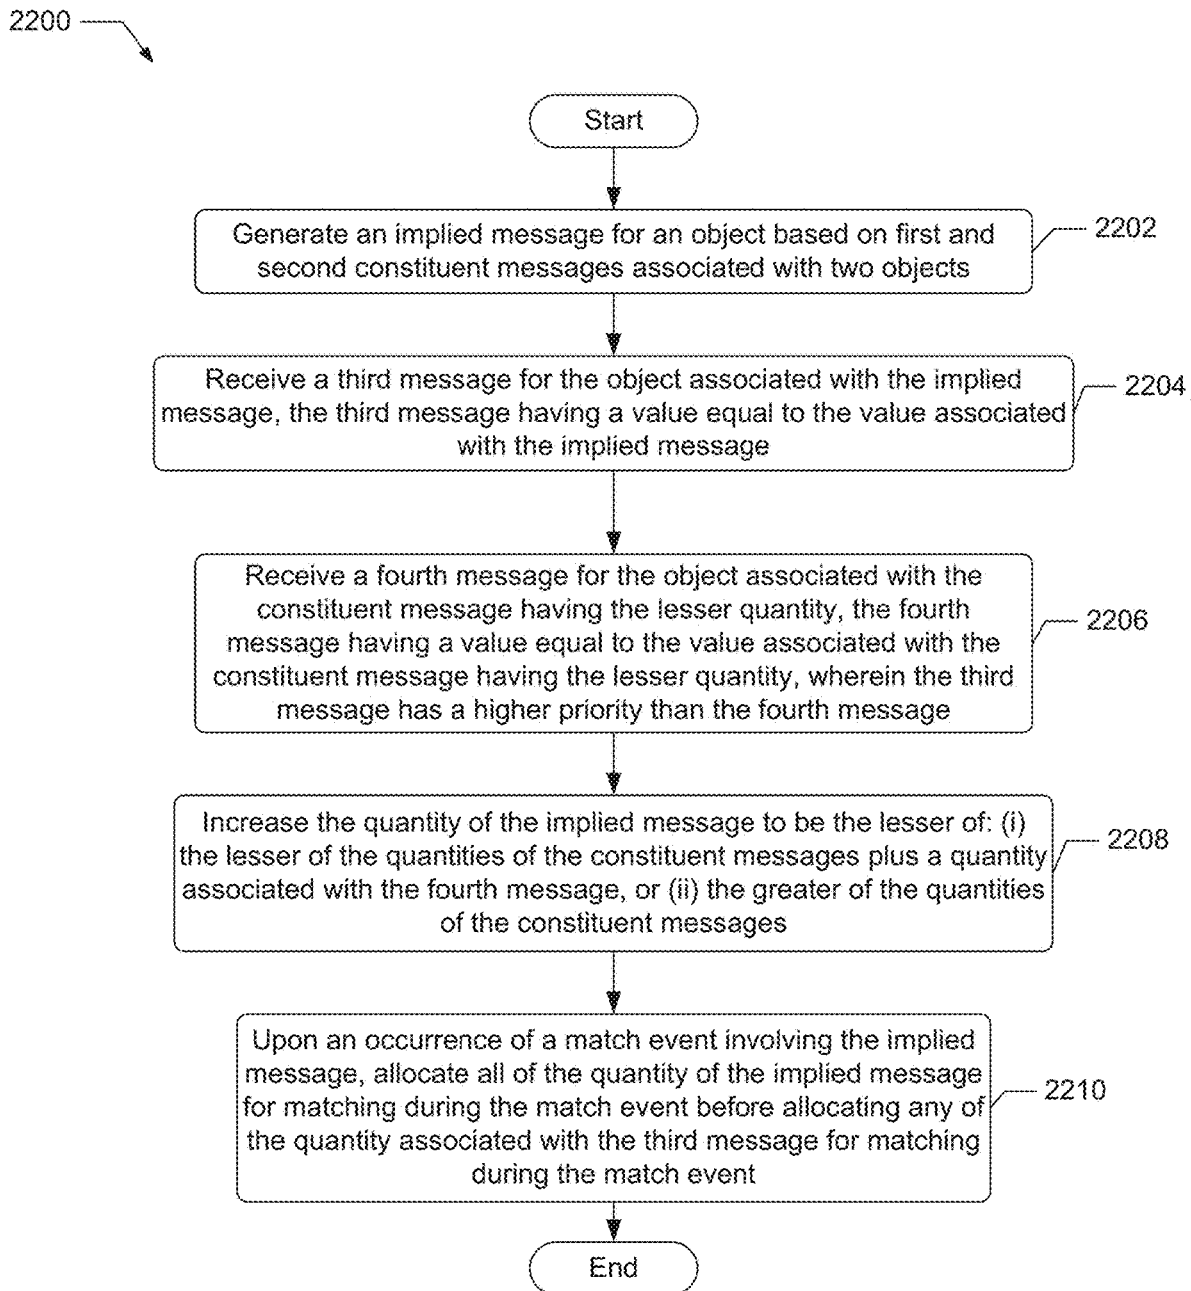 2200
Start
Generate an implied message for an object based on first and
second constituent messages associated with two objects
2202
Receive a third message for the object associated with the implied
message, the third message having a value equal to the value associated
with the implied message
2204
Receive a fourth message for the object associated with the
constituent message having the lesser quantity, the fourth
message having a value equal to the value associated with the
constituent message having the lesser quantity, wherein the third
message has a higher priority than the fourth message
2206
Increase the quantity of the implied message to be the lesser of: (i)
the lesser of the quantities of the constituent messages plus a quantity
associated with the fourth message, or (ii) the greater of the quantities
of the constituent messages
2208
Upon an occurrence of a match event involving the implied
message, allocate all of the quantity of the implied message
for matching during the match event before allocating any of
the quantity associated with the third message for matching
during the match event
2210
End